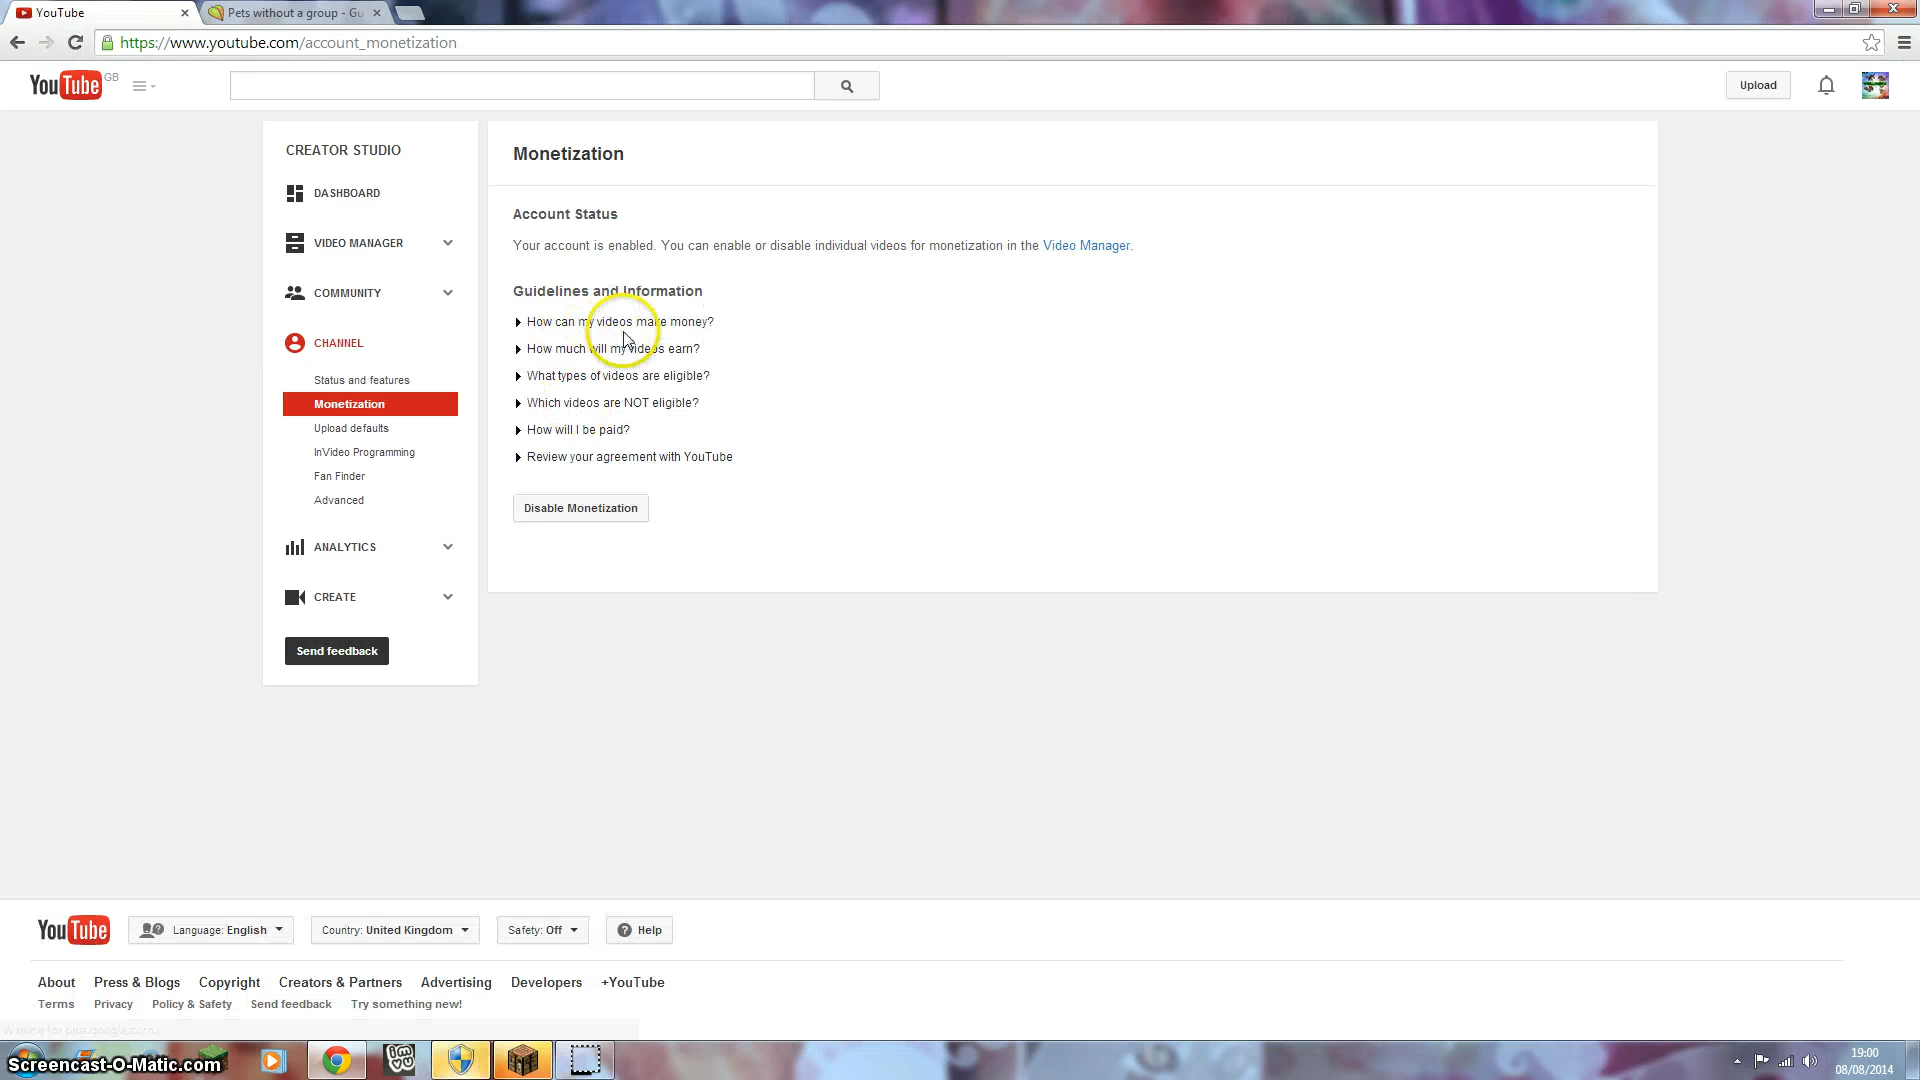 YouTube
Pets without a group - Gu
https://www.youtube.com/account_monetization
YouTube GB
Upload
CREATOR STUDIO
DASHBOARD
VIDEO MANAGER
COMMUNITY
CHANNEL
Status and features
Monetization
Upload defaults
InVideo Programming
Fan Finder
Advanced
ANALYTICS
CREATE
Send feedback
Monetization
Account Status
Your account is enabled. You can enable or disable individual videos for monetization in the Video Manager.
Guidelines and Information
How can my videos make money?
How much will my videos earn?
What types of videos are eligible?
Which videos are NOT eligible?
How will I be paid?
Review your agreement with YouTube
Disable Monetization
YouTube
Language: English
Country: United Kingdom
Safety: Off
Help
About Press & Blogs Copyright Creators & Partners Advertising Developers +YouTube
Terms Privacy Policy & Safety Send feedback Try something new!
Screencast-O-Matic.com
imvu
19:00
08/08/2014